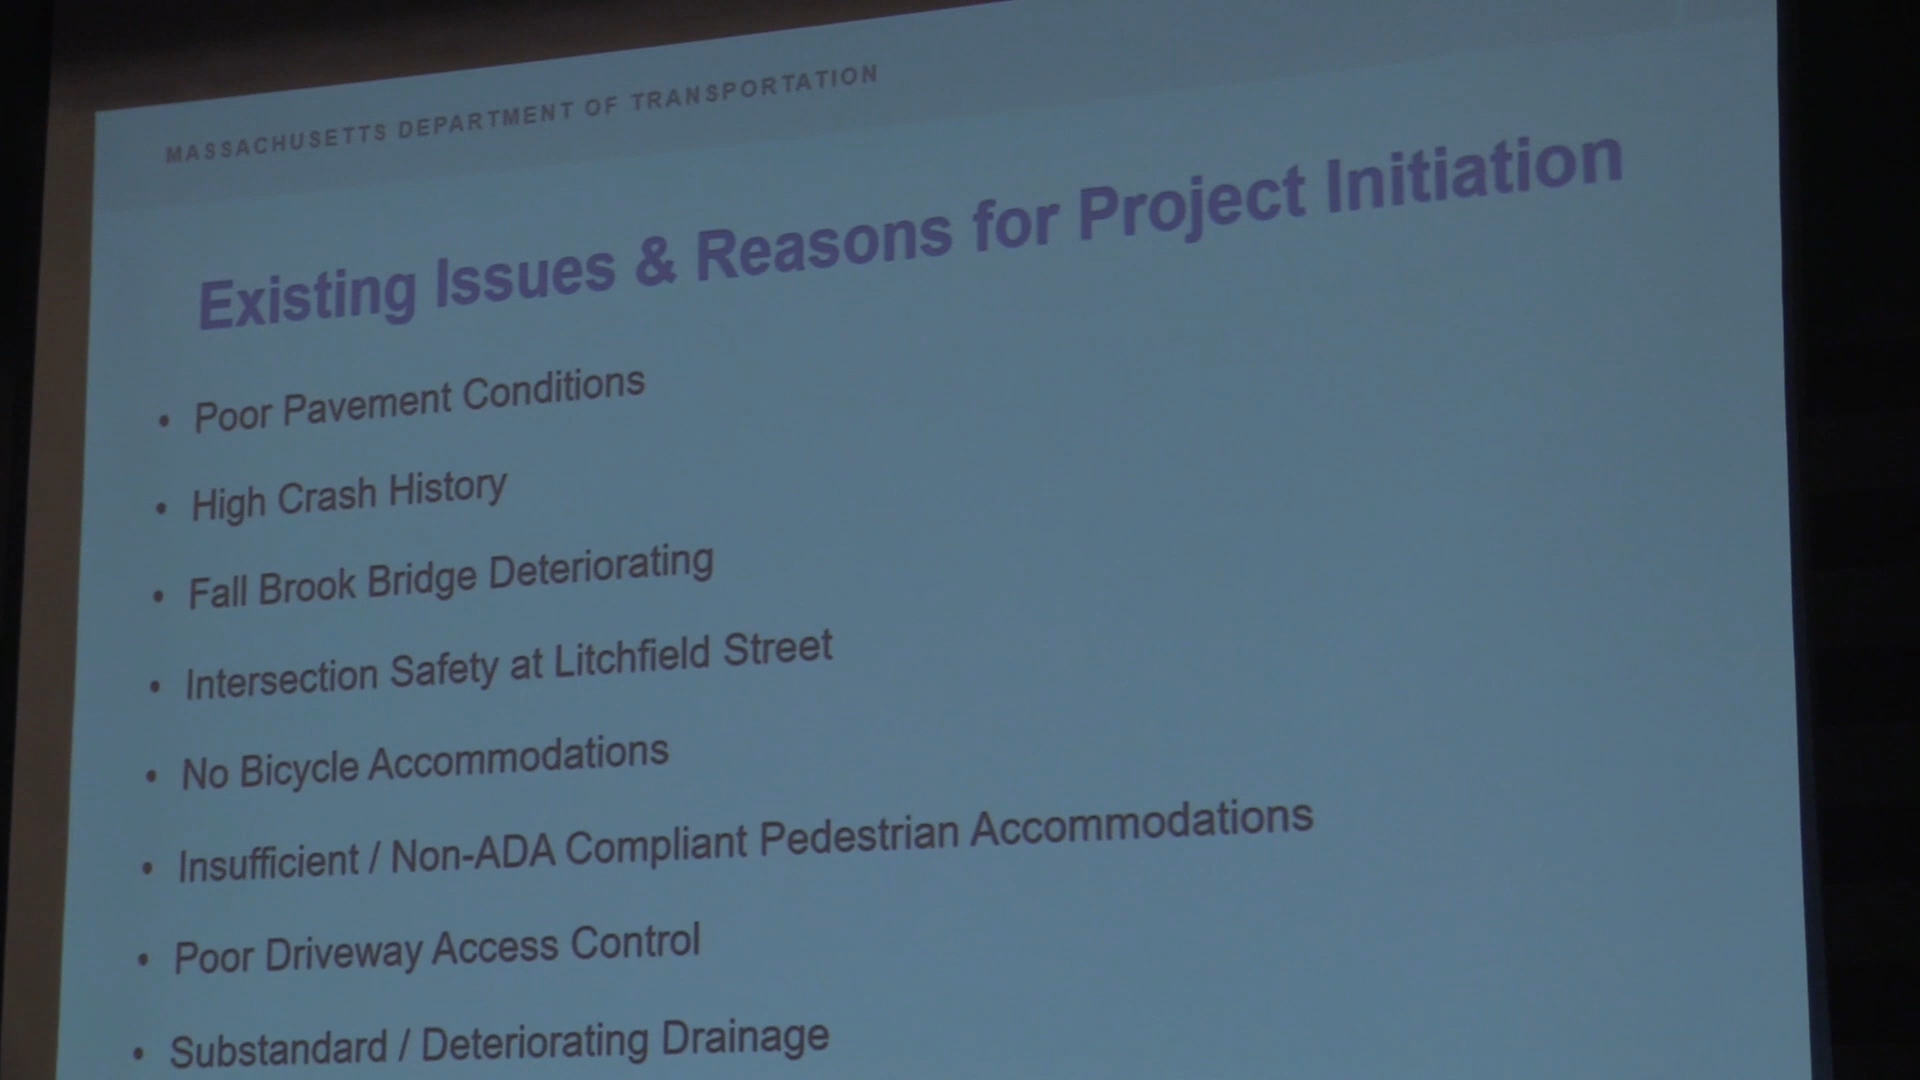 MASSACHUSETTS DEPARTMENT OF TRANSPORTATION
Existing Issues & Reasons for Project Initiation
• Poor Pavement Conditions
• High Crash History
• Fall Brook Bridge Deteriorating
• Intersection Safety at Litchfield Street
• No Bicycle Accommodations
• Insufficient / Non-ADA Compliant Pedestrian Accommodations
• Poor Driveway Access Control
• Substandard / Deteriorating Drainage